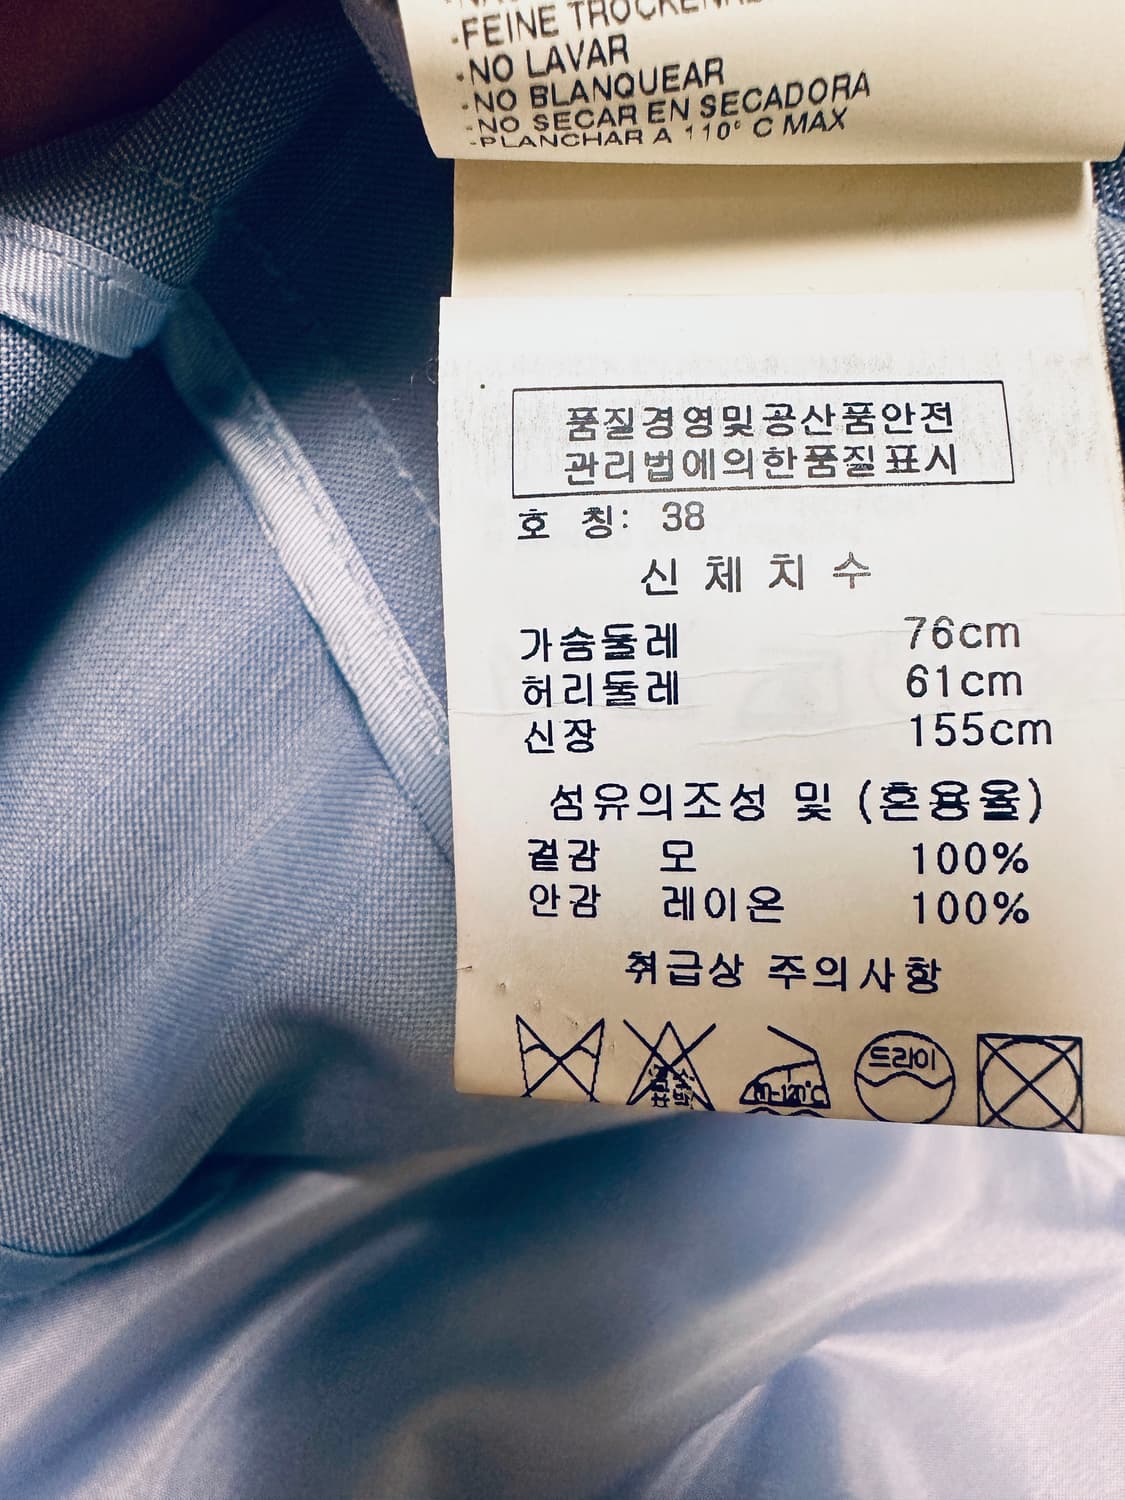 -FEINE
-NO LAVAR
-NO BLANQUEAR
-NO SECAR EN SECADORA
-PLANCHAR A 110° C MAX
품질경영및공산품안전
관리법에의한품질표시
호 칭: 38
신 체 치 수
가슴둘레 76cm
허리둘레 61cm
신장 155cm
섬유의조성 및 (혼용율)
겉감 모 100%
안감 레이온 100%
취급상 주의사항
드라이